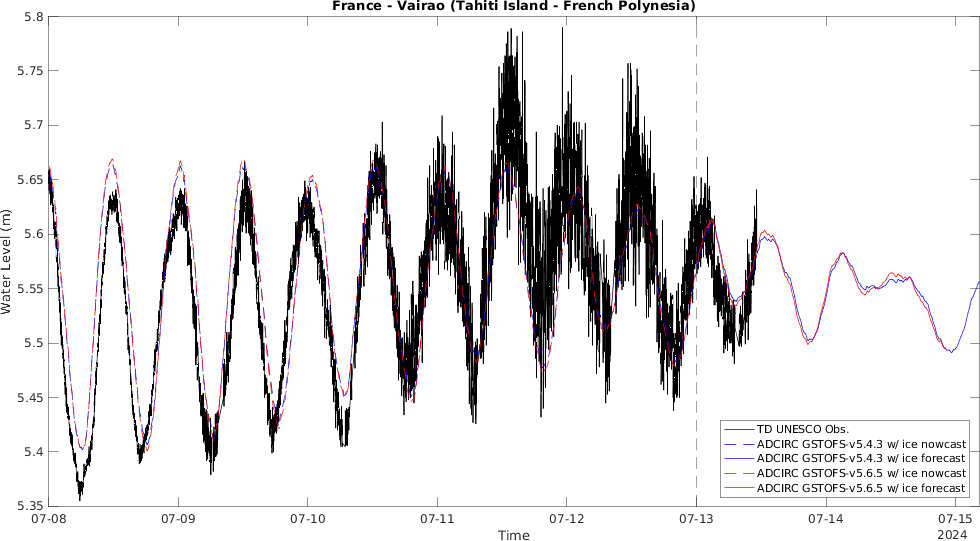 France - Vairao (Tahiti Island - French Polynesia)
5.8
5.75
5.7
5.65
5.6
5.55
5.5
5.45
5.4
5.35
Water Level (m)
TD UNESCO Obs.
ADCIRC GSTOFS-v5.4.3 w/ ice nowcast
ADCIRC GSTOFS-v5.4.3 w/ ice forecast
ADCIRC GSTOFS-v5.6.5 w/ ice nowcast
ADCIRC GSTOFS-v5.6.5 w/ ice forecast
07-08 07-09 07-10 07-11 07-12 07-13 07-14 07-15
Time
2024